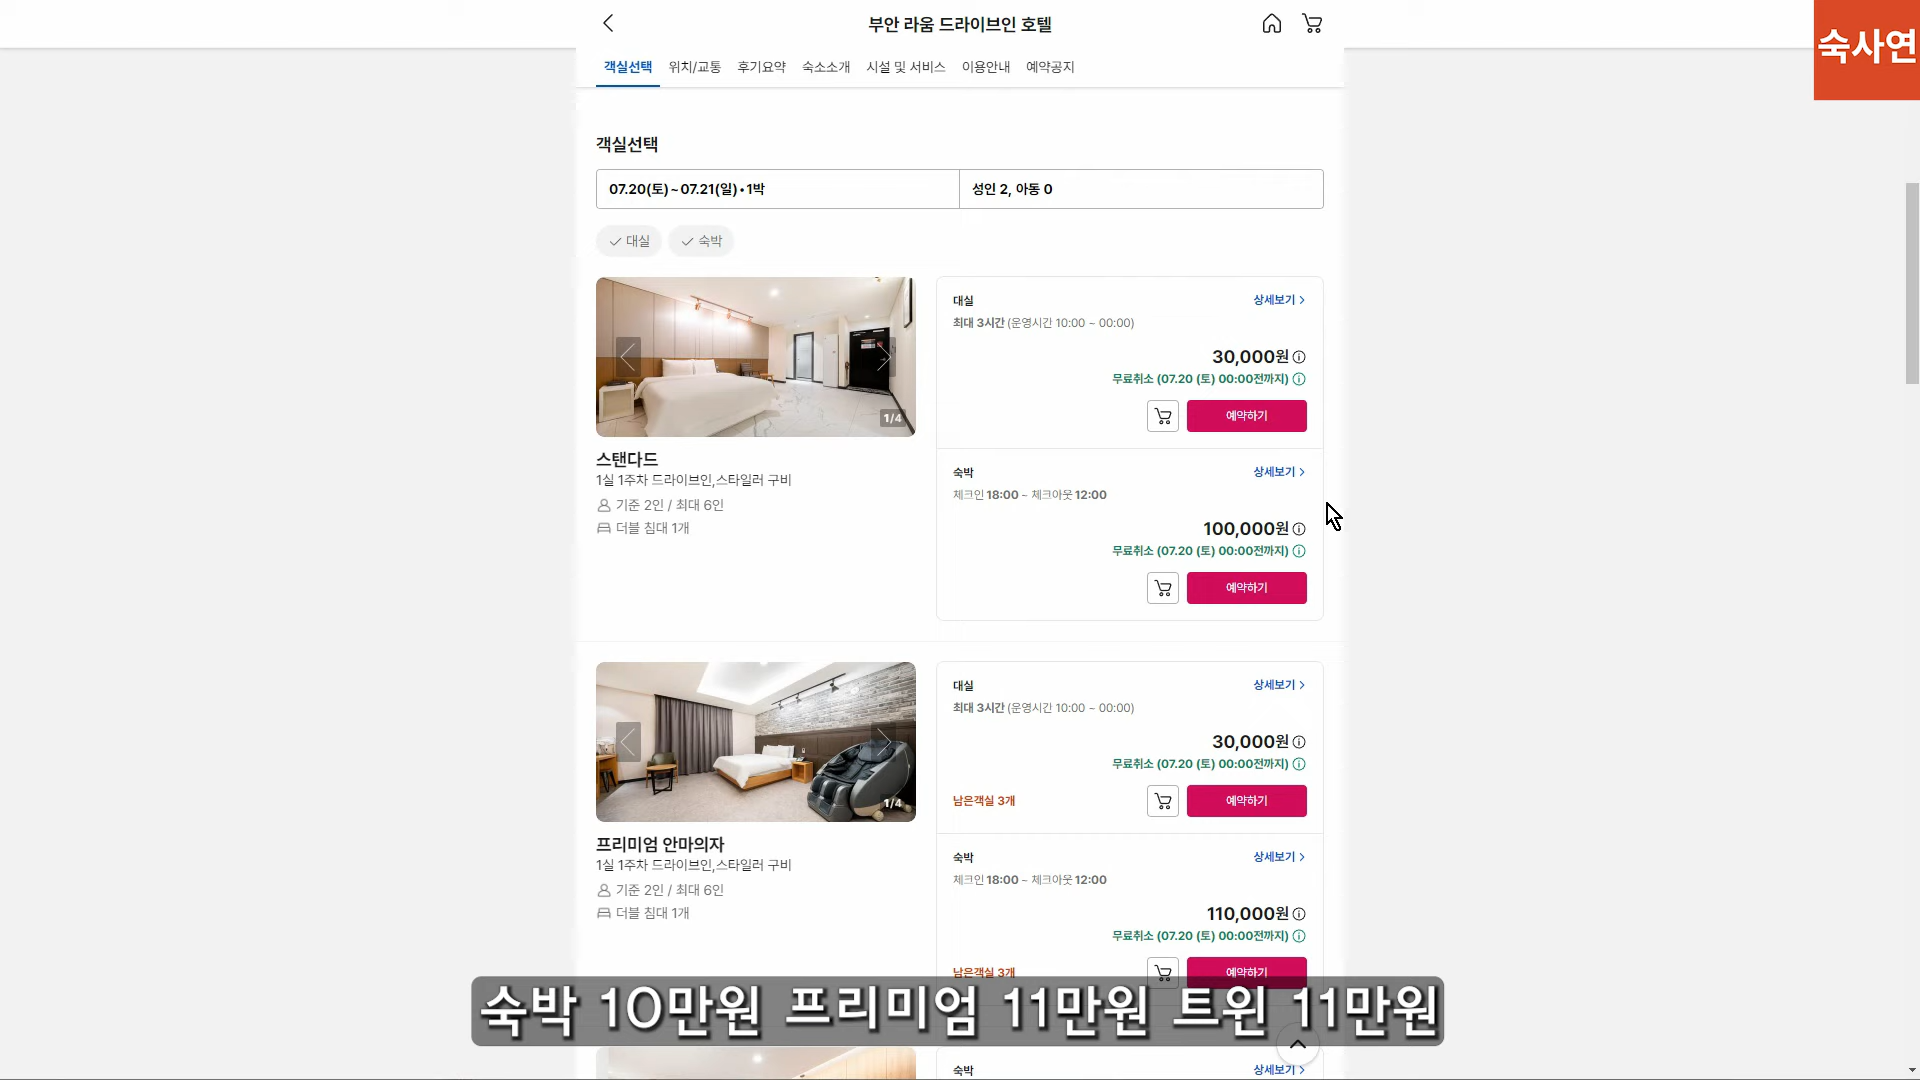 부안 라움 드라이브인 호텔
숙사연
객실선택 위치/교통 후기요약 숙소소개 시설 및 서비스 이용안내 예약공지
객실선택
07.20(토)~07.21(일)•1박
성인 2, 아동 0
대실 숙박
1/4
스탠다드
1실 1주차 드라이브인,스타일러 구비
기준 2인 / 최대 6인
더블 침대 1개
대실
상세보기
최대 3시간 (운영시간 10:00 ~ 00:00)
30,000원
무료취소 (07.20 (토) 00:00전까지)
예약하기
숙박
상세보기
체크인 18:00 ~ 체크아웃 12:00
100,000원
무료취소 (07.20 (토) 00:00전까지)
예약하기
1/4
프리미엄 안마의자
1실 1주차 드라이브인,스타일러 구비
기준 2인 / 최대 6인
더블 침대 1개
대실
상세보기
최대 3시간 (운영시간 10:00 ~ 00:00)
30,000원
무료취소 (07.20 (토) 00:00전까지)
남은객실 3개
예약하기
숙박
상세보기
체크인 18:00 ~ 체크아웃 12:00
110,000원
무료취소 (07.20 (토) 00:00전까지)
남은객실 3개
예약하기
숙박 10만원 프리미엄 11만원 트윈 11만원
숙박
상세보기